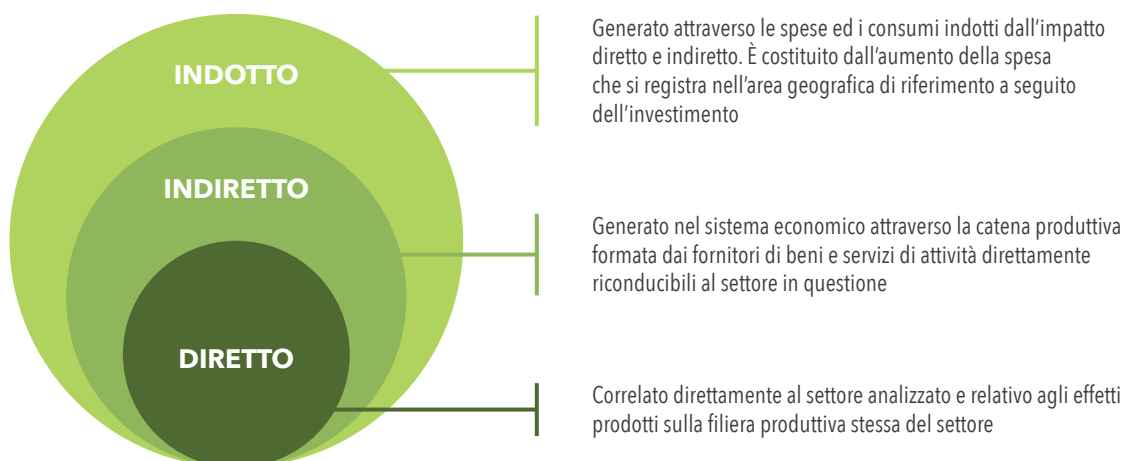 INDOTTO
Generato attraverso le spese ed i consumi indotti dall'impatto
diretto e indiretto. È costituito dall'aumento della spesa
che si registra nell'area geografica di riferimento a seguito
dell'investimento
INDIRETTO
Generato nel sistema economico attraverso la catena produttiva
formata dai fornitori di beni e servizi di attività direttamente
riconducibili al settore in questione
DIRETTO
Correlato direttamente al settore analizzato e relativo agli effetti
prodotti sulla filiera produttiva stessa del settore